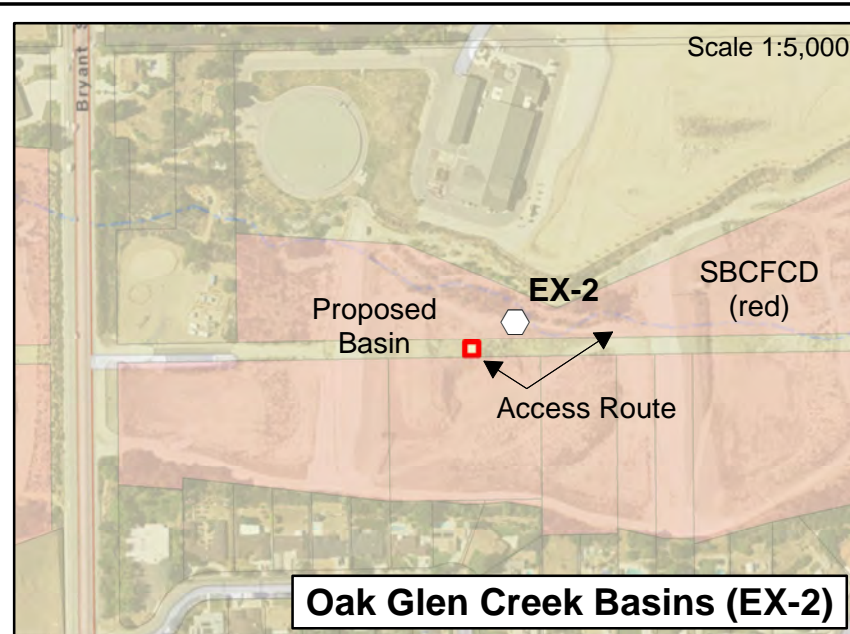 Scale 1:5,000
Bryant S
EX-2
SBCFCD
(red)
Proposed
Basin
Access Route
Oak Glen Creek Basins (EX-2)